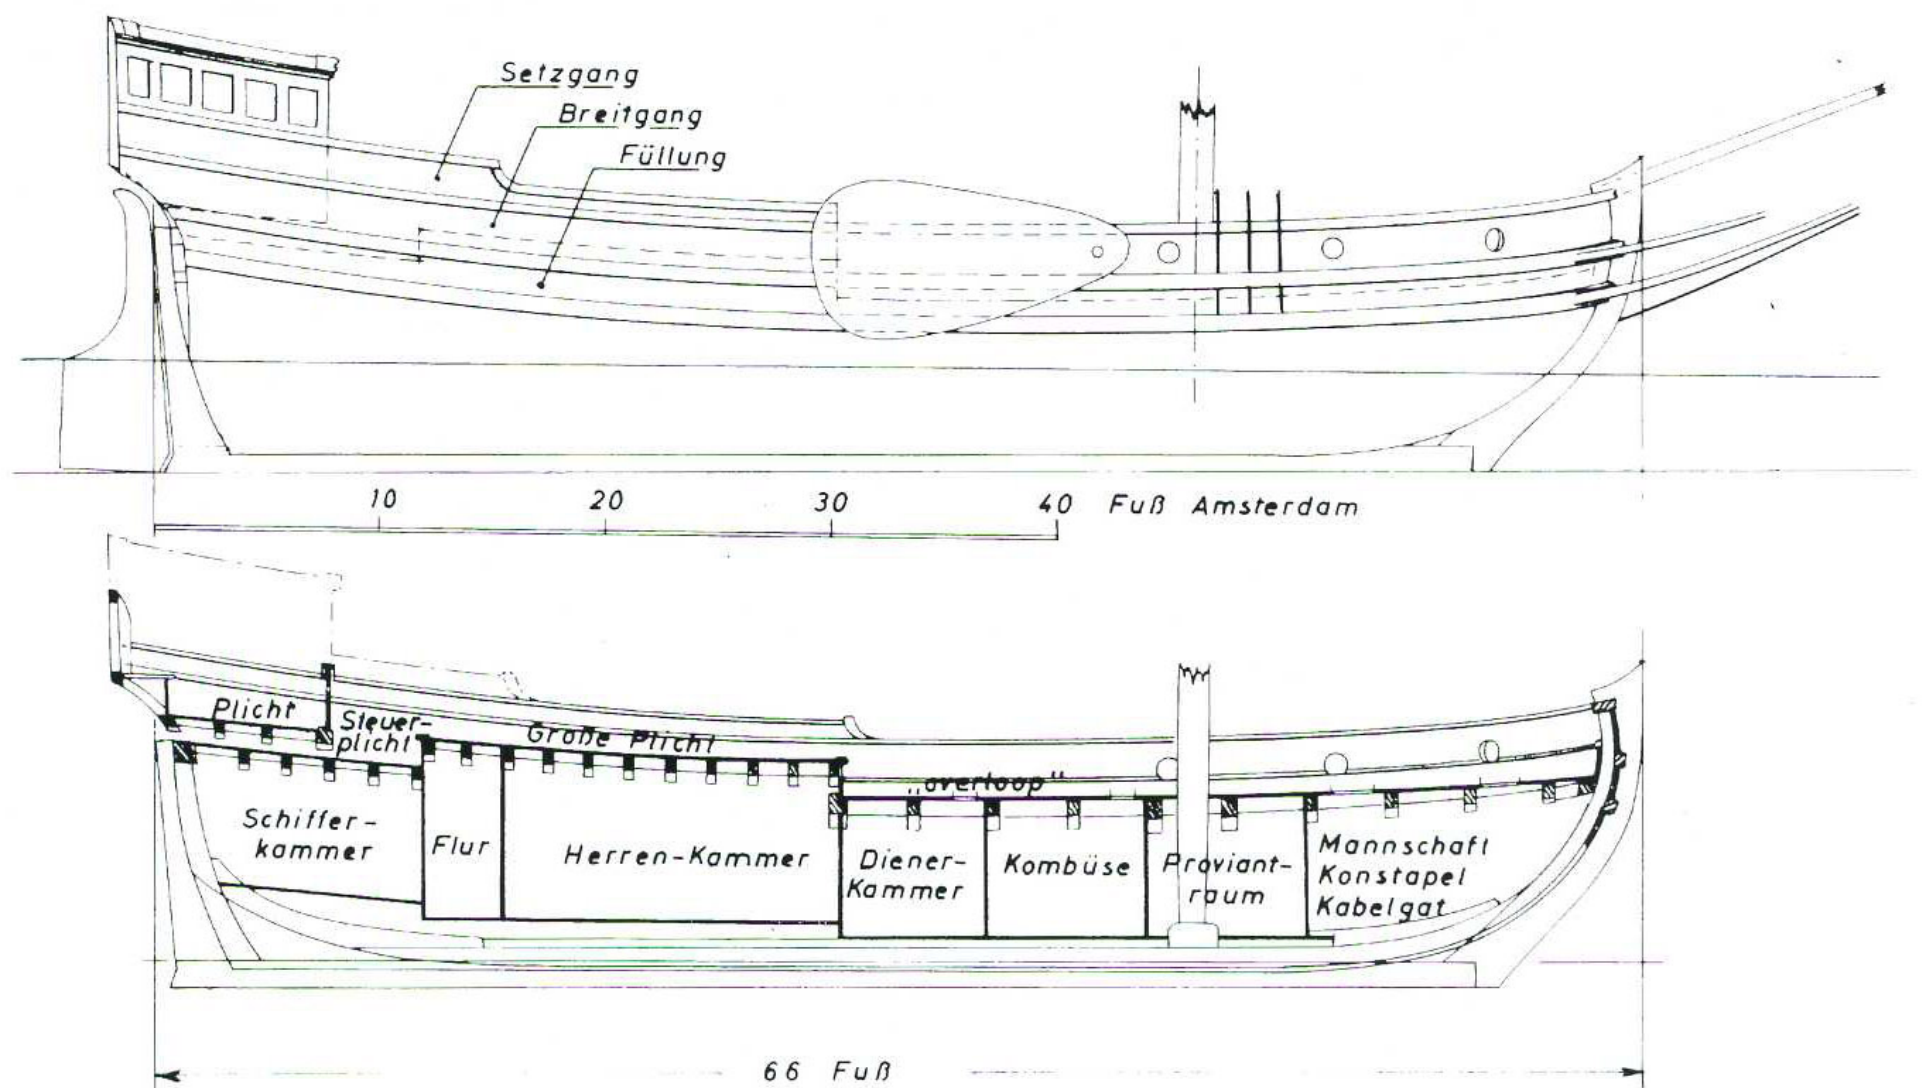 Setzgang
Breitgang
Füllung
10 20 30 40 Fuß Amsterdam
Plicht
Steuer-
plicht
Große Plicht
„overloop“
Schiffer-
kammer
Flur
Herren-Kammer
Diener-
Kammer
Kombüse
Proviant-
raum
Mannschaft
Konstapel
Kabelgat
66 Fuß